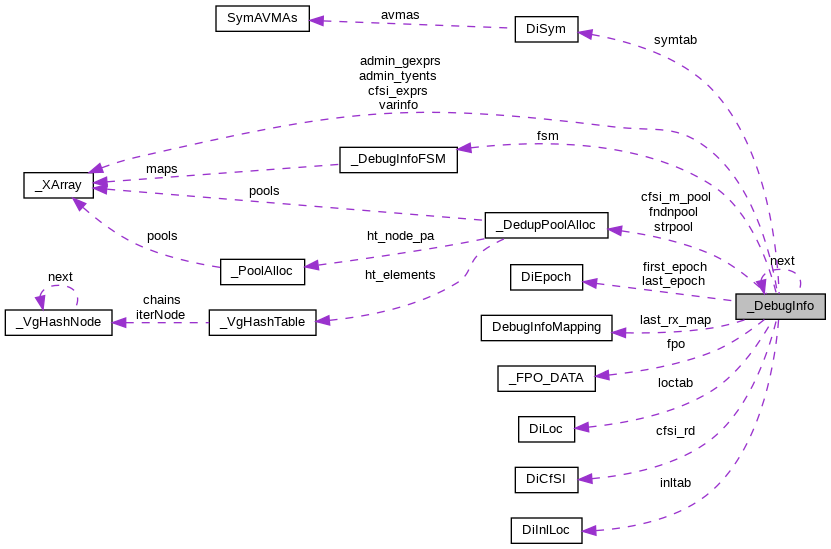 SymAVMAs
avmas
DiSym
symtab
admin_gexprs
admin_tyents
cfsi_exprs
varinfo
fsm
_DebugInfoFSM
maps
_XArray
pools
cfsi_m_pool
fndnpool
strpool
_DedupPoolAlloc
ht_node_pa
pools
_PoolAlloc
next
first_epoch
last_epoch
DiEpoch
ht_elements
next
chains
iterNode
_DebugInfo
_VgHashNode
_VgHashTable
DebugInfoMapping
last_rx_map
fpo
_FPO_DATA
loctab
DiLoc
cfsi_rd
DiCfSI
inltab
DiInlLoc